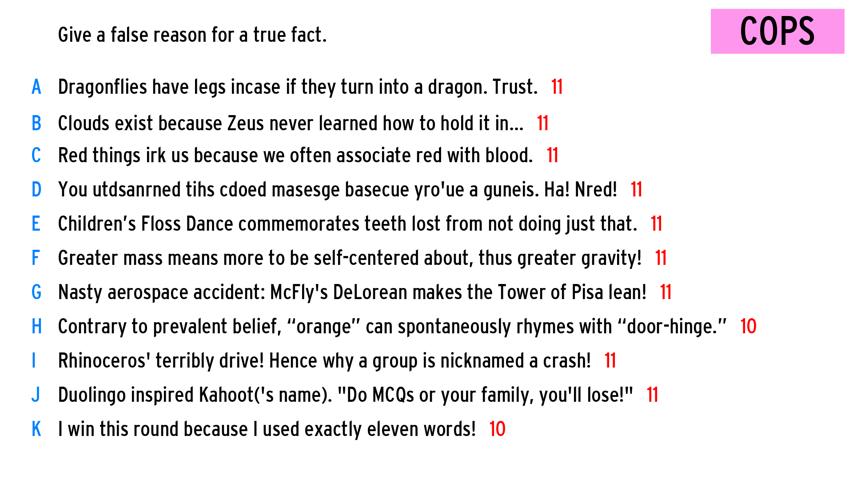 Give a false reason for a true fact.
COPS
A Dragonflies have legs incase if they turn into a dragon. Trust. 11
B Clouds exist because Zeus never learned how to hold it in... 11
C Red things irk us because we often associate red with blood. 11
D You utdsanrned tihs cdoed masesge basecue yro'ue a guneis. Ha! Nred! 11
E Children's Floss Dance commemorates teeth lost from not doing just that. 11
F Greater mass means more to be self-centered about, thus greater gravity! 11
G Nasty aerospace accident: McFly's DeLorean makes the Tower of Pisa lean! 11
H Contrary to prevalent belief, “orange” can spontaneously rhymes with “door-hinge.” 10
I Rhinoceros' terribly drive! Hence why a group is nicknamed a crash! 11
J Duolingo inspired Kahoot('s name). "Do MCQs or your family, you'll lose!" 11
K I win this round because I used exactly eleven words! 10